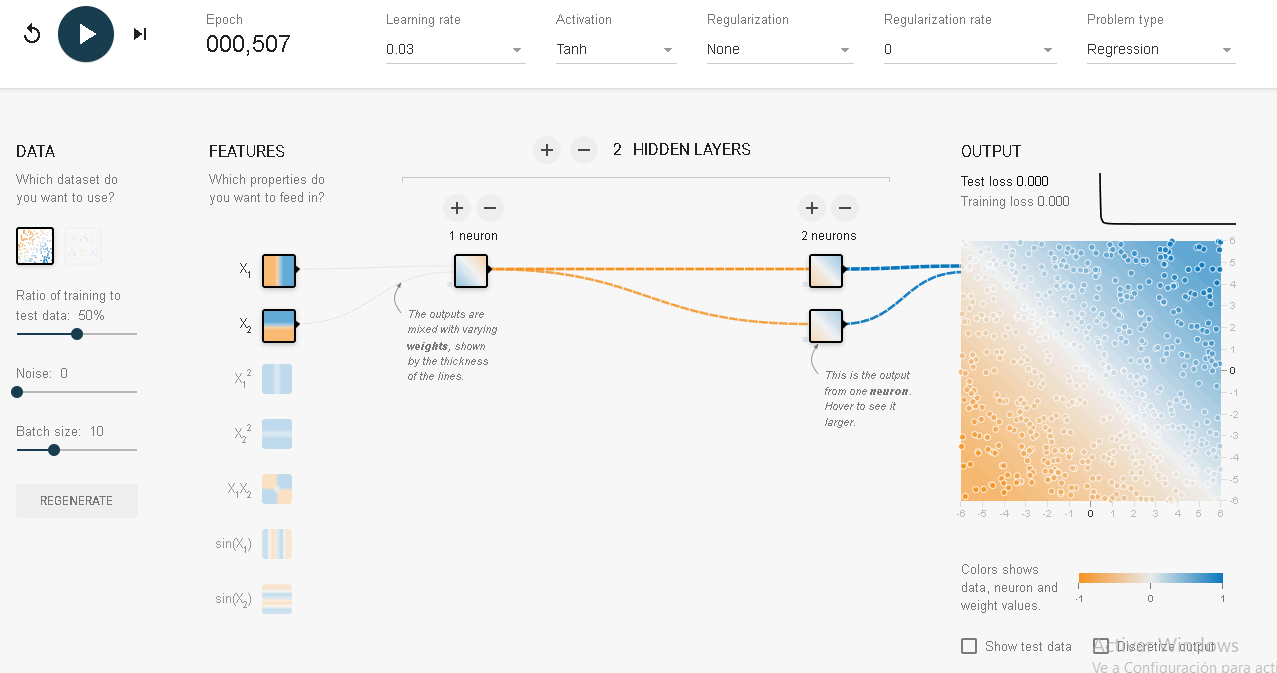 Epoch
000,507
Learning rate
0.03
Activation
Tanh
Regularization
None
Regularization rate
0
Problem type
Regression
DATA
Which dataset do
you want to use?
Ratio of training to
test data: 50%
Noise: 0
Batch size: 10
REGENERATE
FEATURES
Which properties do
you want to feed in?
X1
X2
X1²
X2²
X1X2
sin(X1)
sin(X2)
2 HIDDEN LAYERS
1 neuron
The outputs are
mixed with varying
weights, shown
by the thickness
of the lines.
2 neurons
This is the output
from one neuron.
Hover to see it
larger.
OUTPUT
Test loss 0.000
Training loss 0.000
6
5
4
3
2
1
0
-1
-2
-3
-4
-5
-6
-6 -5 -4 -3 -2 -1 0 1 2 3 4 5 6
Colors shows
data, neuron and
weight values.
-1 0 1
Show test data
Discretize output
Activar Windows
Ve a Configuración para acti